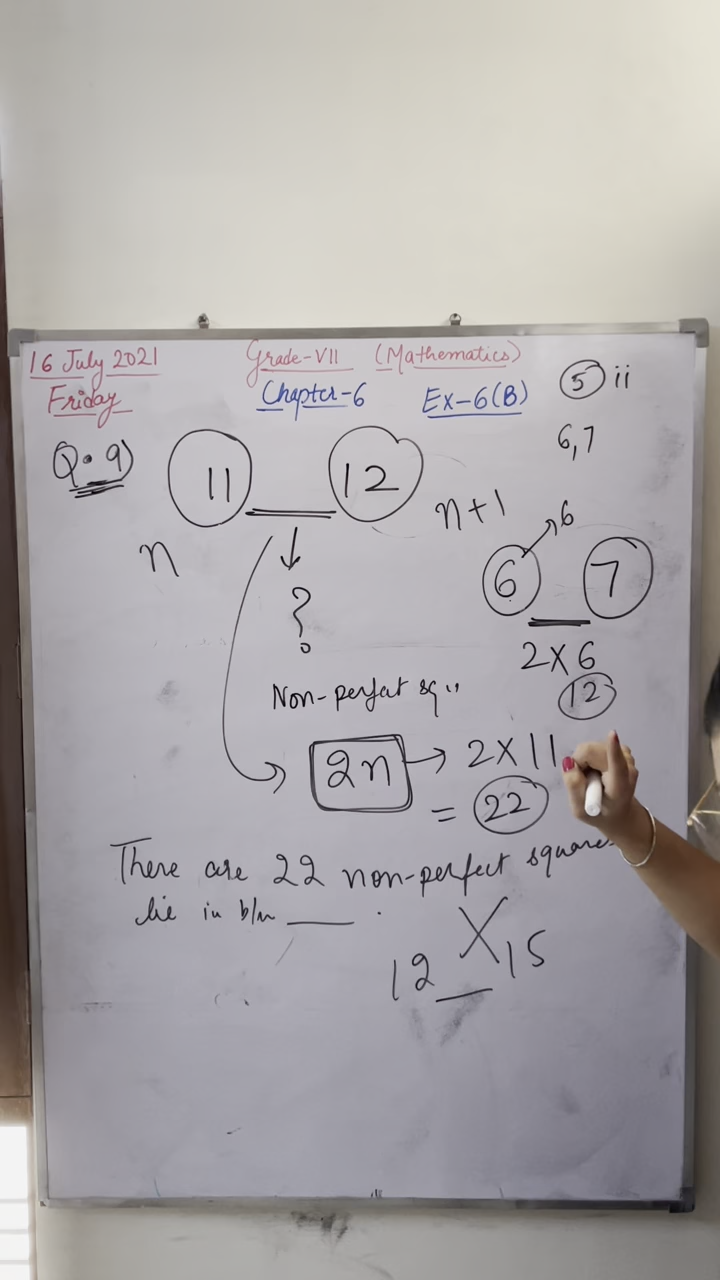 16 July 2021 Grade-VII (Mathematics)
Friday Chapter-6 Ex-6(B) 5 ii
6,7
Q. 9) 11 12
n n+1
6 7 6
?
2×6
12
Non-perfect sq"
2n → 2×11
= 22
There are 22 non-perfect squares
lie in b/w ___ .
12 X 15